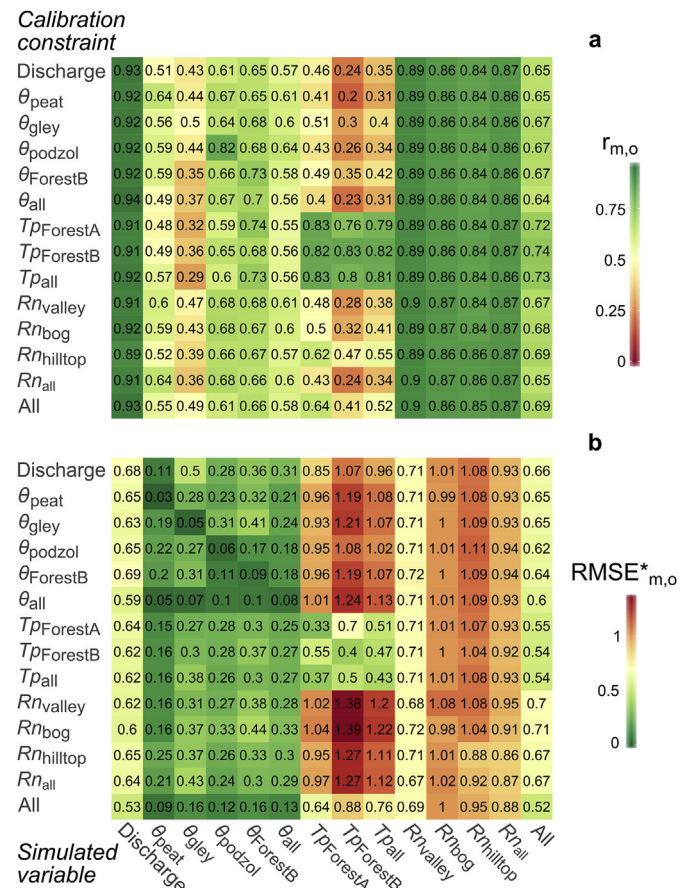 Calibration
constraint
a
Discharge 0.93 0.51 0.43 0.61 0.65 0.57 0.46 0.24 0.35 0.89 0.86 0.84 0.87 0.65
θpeat 0.92 0.64 0.44 0.67 0.65 0.61 0.41 0.2 0.31 0.89 0.86 0.84 0.87 0.65
θgley 0.92 0.56 0.5 0.64 0.68 0.6 0.51 0.3 0.4 0.89 0.86 0.84 0.87 0.67
θpodzol 0.92 0.59 0.44 0.82 0.68 0.64 0.43 0.26 0.34 0.89 0.86 0.84 0.86 0.67
θForestB 0.92 0.59 0.35 0.66 0.73 0.58 0.49 0.35 0.42 0.89 0.86 0.84 0.86 0.67
θall 0.94 0.49 0.37 0.67 0.7 0.56 0.4 0.23 0.31 0.89 0.86 0.84 0.86 0.64
TpForestA 0.91 0.48 0.32 0.59 0.74 0.55 0.83 0.76 0.79 0.89 0.86 0.84 0.87 0.72
TpForestB 0.91 0.49 0.36 0.65 0.68 0.56 0.82 0.83 0.82 0.89 0.86 0.84 0.87 0.74
Tpall 0.92 0.57 0.29 0.6 0.73 0.56 0.83 0.8 0.81 0.89 0.86 0.84 0.86 0.73
Rnvalley 0.91 0.6 0.47 0.68 0.68 0.61 0.48 0.28 0.38 0.9 0.87 0.84 0.87 0.67
Rnbog 0.92 0.59 0.43 0.68 0.67 0.6 0.5 0.32 0.41 0.89 0.87 0.84 0.86 0.68
Rnhilltop 0.89 0.52 0.39 0.66 0.67 0.57 0.62 0.47 0.55 0.89 0.86 0.86 0.87 0.69
Rnall 0.91 0.64 0.36 0.68 0.66 0.6 0.43 0.24 0.34 0.9 0.87 0.86 0.87 0.65
All 0.93 0.55 0.49 0.61 0.66 0.58 0.64 0.41 0.52 0.9 0.86 0.85 0.87 0.69
rm,o
0.75
0.5
0.25
0
b
Discharge 0.68 0.11 0.5 0.28 0.36 0.31 0.85 1.07 0.96 0.71 1.01 1.08 0.93 0.66
θpeat 0.65 0.03 0.28 0.23 0.32 0.21 0.96 1.19 1.08 0.71 0.99 1.08 0.93 0.65
θgley 0.63 0.19 0.05 0.31 0.41 0.24 0.93 1.21 1.07 0.71 1 1.09 0.93 0.65
θpodzol 0.65 0.22 0.27 0.06 0.17 0.18 0.95 1.08 1.02 0.71 1.01 1.11 0.94 0.62
θForestB 0.69 0.2 0.31 0.11 0.09 0.18 0.96 1.19 1.07 0.72 1 1.09 0.94 0.64
θall 0.59 0.05 0.07 0.1 0.1 0.08 1.01 1.24 1.13 0.71 1.01 1.09 0.93 0.6
TpForestA 0.64 0.15 0.27 0.28 0.3 0.25 0.33 0.7 0.51 0.71 1.01 1.07 0.93 0.55
TpForestB 0.62 0.16 0.3 0.28 0.37 0.27 0.55 0.4 0.47 0.71 1 1.04 0.92 0.54
Tpall 0.62 0.16 0.38 0.26 0.3 0.27 0.37 0.5 0.43 0.71 1.01 1.08 0.93 0.54
Rnvalley 0.62 0.16 0.31 0.27 0.38 0.28 1.02 1.38 1.2 0.68 1.08 1.08 0.95 0.7
Rnbog 0.6 0.16 0.37 0.33 0.44 0.33 1.04 1.39 1.22 0.72 0.98 1.04 0.91 0.71
Rnhilltop 0.65 0.25 0.37 0.26 0.33 0.3 0.95 1.27 1.11 0.71 1.01 0.88 0.86 0.67
Rnall 0.64 0.21 0.43 0.24 0.3 0.29 0.97 1.27 1.12 0.67 1.02 0.92 0.87 0.67
All 0.53 0.09 0.16 0.12 0.16 0.13 0.64 0.88 0.76 0.69 1 0.95 0.88 0.52
RMSE*m,o
1
0.5
0
Discharge θpeat θgley θpodzol θForestB θall TpForestA TpForestB Tpall Rnvalley Rnbog Rnhilltop Rnall All
Simulated
variable